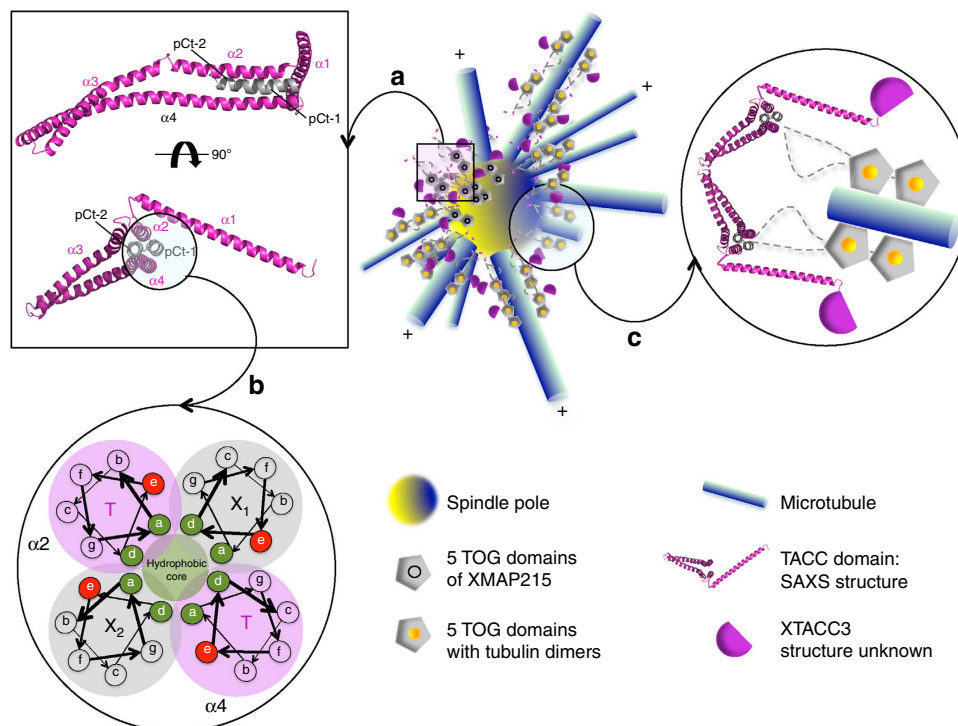 pCt-2
α2
α1
α3
α4
pCt-1
90°
pCt-2
α2
α1
α3
pCt-1
α4
a
b
c
+
+
+
+
α2
T
X₁
X₂
T
Hydrophobic
core
b
f
e
c
a
g
d
c
g
f
b
d
e
a
e
a
b
d
f
g
c
d
g
a
c
e
f
b
α4
Spindle pole
Microtubule
5 TOG domains
of XMAP215
TACC domain:
SAXS structure
5 TOG domains
with tubulin dimers
XTACC3
structure unknown